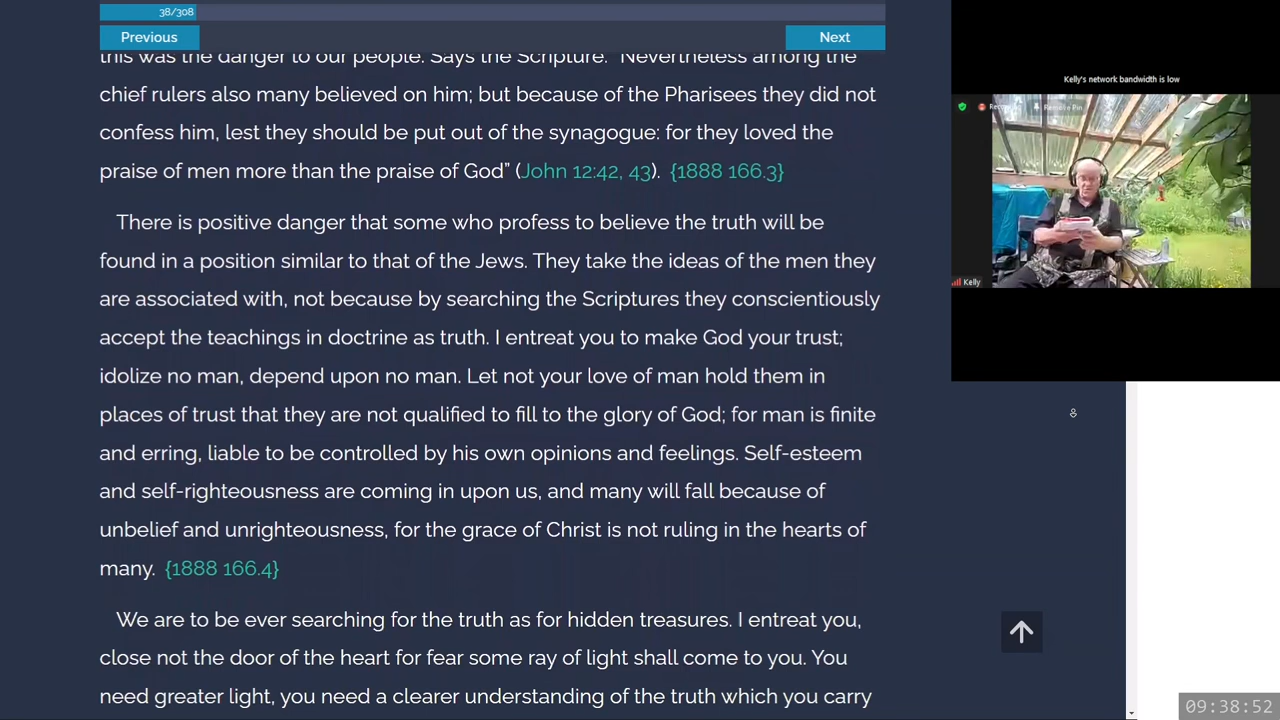 38/308
Previous
Next
this was the danger to our people. Says the Scripture: “Nevertheless among the
chief rulers also many believed on him; but because of the Pharisees they did not
confess him, lest they should be put out of the synagogue: for they loved the
praise of men more than the praise of God” (John 12:42, 43). {1888 166.3}
There is positive danger that some who profess to believe the truth will be
found in a position similar to that of the Jews. They take the ideas of the men they
are associated with, not because by searching the Scriptures they conscientiously
accept the teachings in doctrine as truth. I entreat you to make God your trust;
idolize no man, depend upon no man. Let not your love of man hold them in
places of trust that they are not qualified to fill to the glory of God; for man is finite
and erring, liable to be controlled by his own opinions and feelings. Self-esteem
and self-righteousness are coming in upon us, and many will fall because of
unbelief and unrighteousness, for the grace of Christ is not ruling in the hearts of
many. {1888 166.4}
We are to be ever searching for the truth as for hidden treasures. I entreat you,
close not the door of the heart for fear some ray of light shall come to you. You
need greater light, you need a clearer understanding of the truth which you carry
Kelly's network bandwidth is low
Remove Pin
Kelly
09:38:52